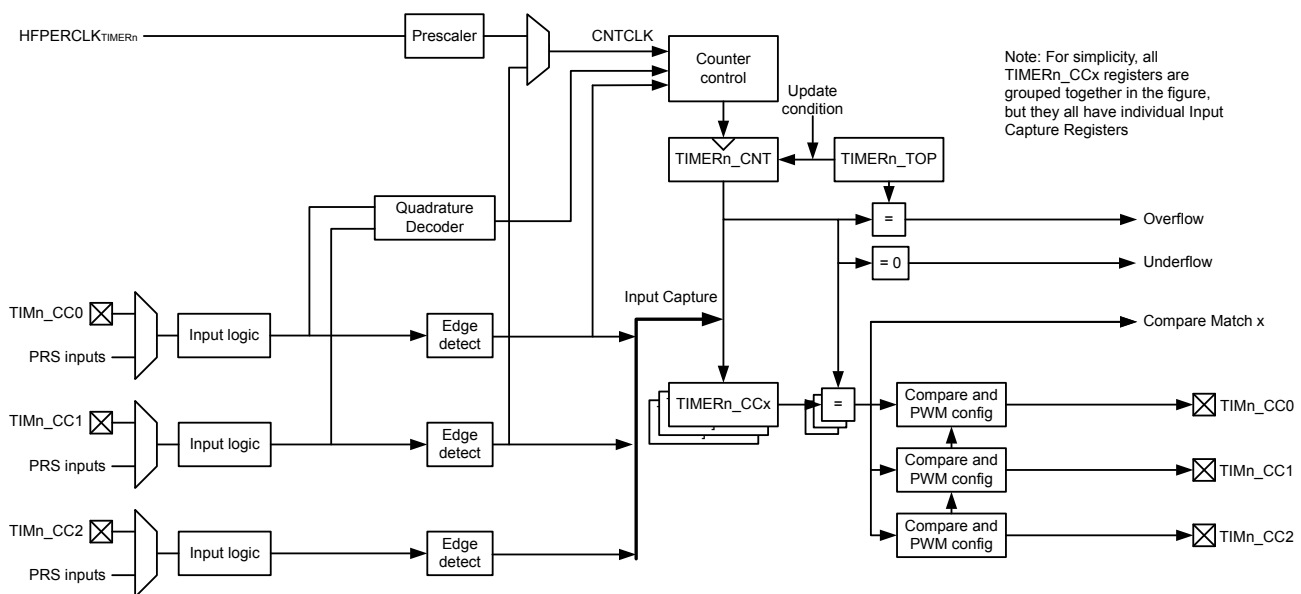 HFPERCLKTIMERn
Prescaler
CNTCLK
Counter
control
Note: For simplicity, all
TIMERn_CCx registers are
grouped together in the figure,
but they all have individual Input
Capture Registers
Update
condition
TIMERn_CNT
TIMERn_TOP
Quadrature
Decoder
=
Overflow
= 0
Underflow
TIMn_CC0
PRS inputs
Input logic
Edge
detect
Input Capture
Compare Match x
TIMERn_CCx
=
Compare and
PWM config
TIMn_CC0
TIMn_CC1
PRS inputs
Input logic
Edge
detect
Compare and
PWM config
TIMn_CC1
TIMn_CC2
PRS inputs
Input logic
Edge
detect
Compare and
PWM config
TIMn_CC2